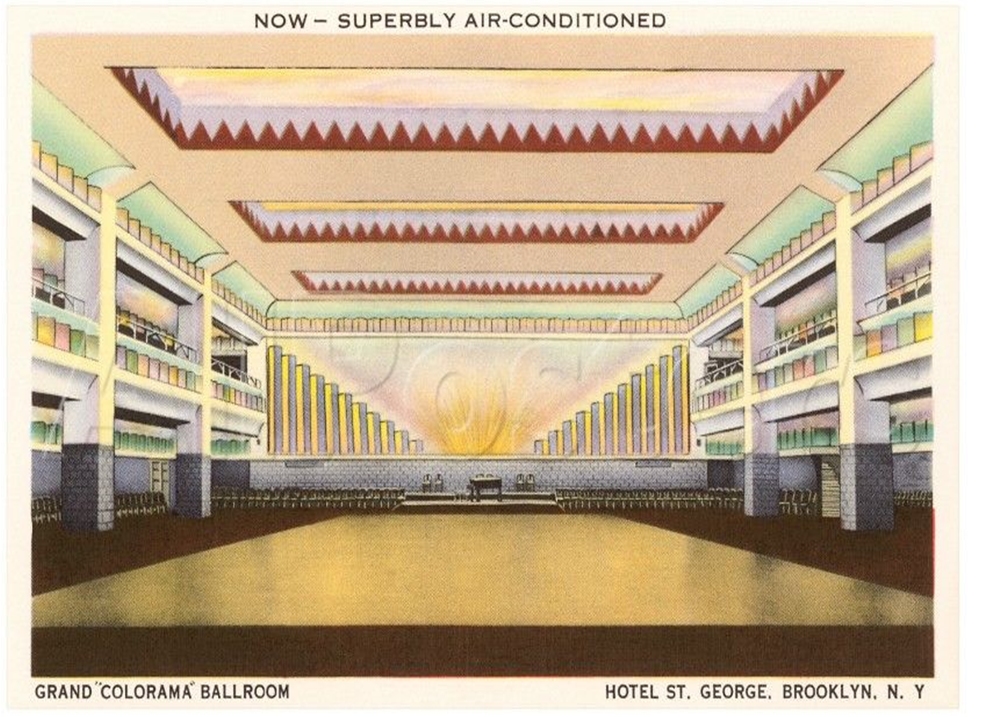 NOW – SUPERBLY AIR-CONDITIONED
GRAND "COLORAMA" BALLROOM
HOTEL ST. GEORGE, BROOKLYN, N. Y